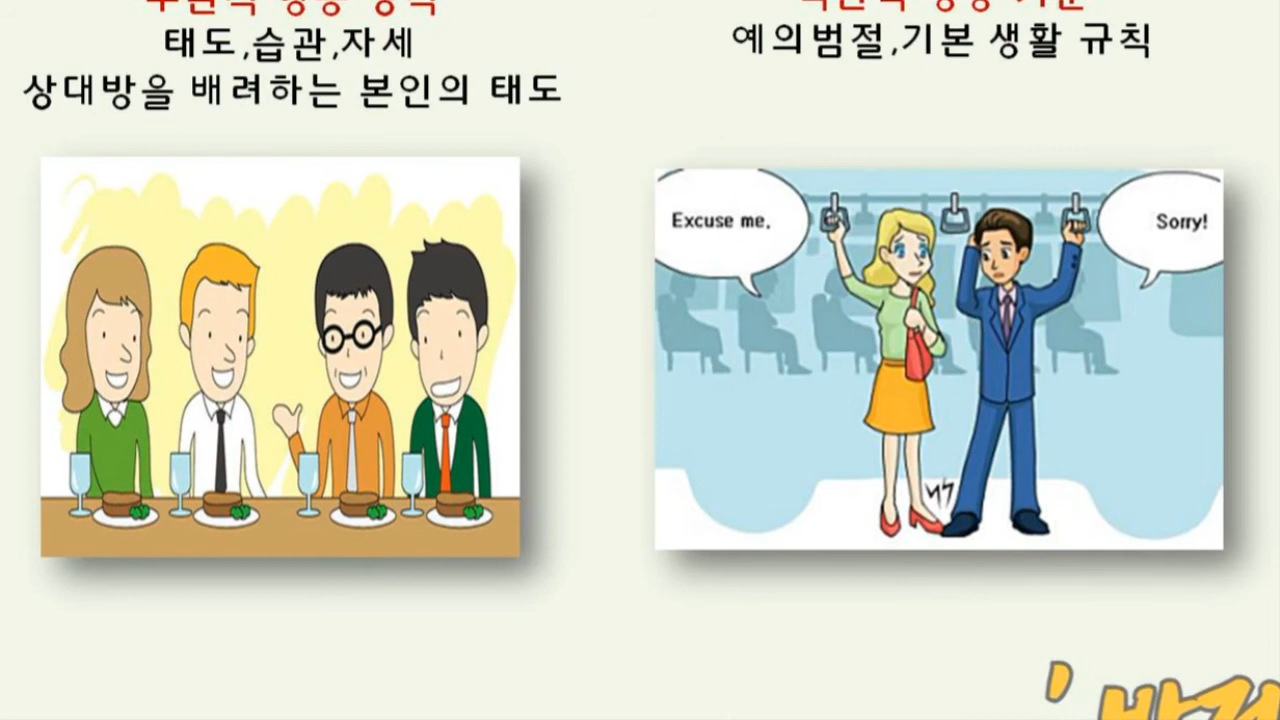 태도,습관,자세
상대방을 배려하는 본인의 태도
예의범절,기본 생활 규칙
Excuse me.
Sorry!